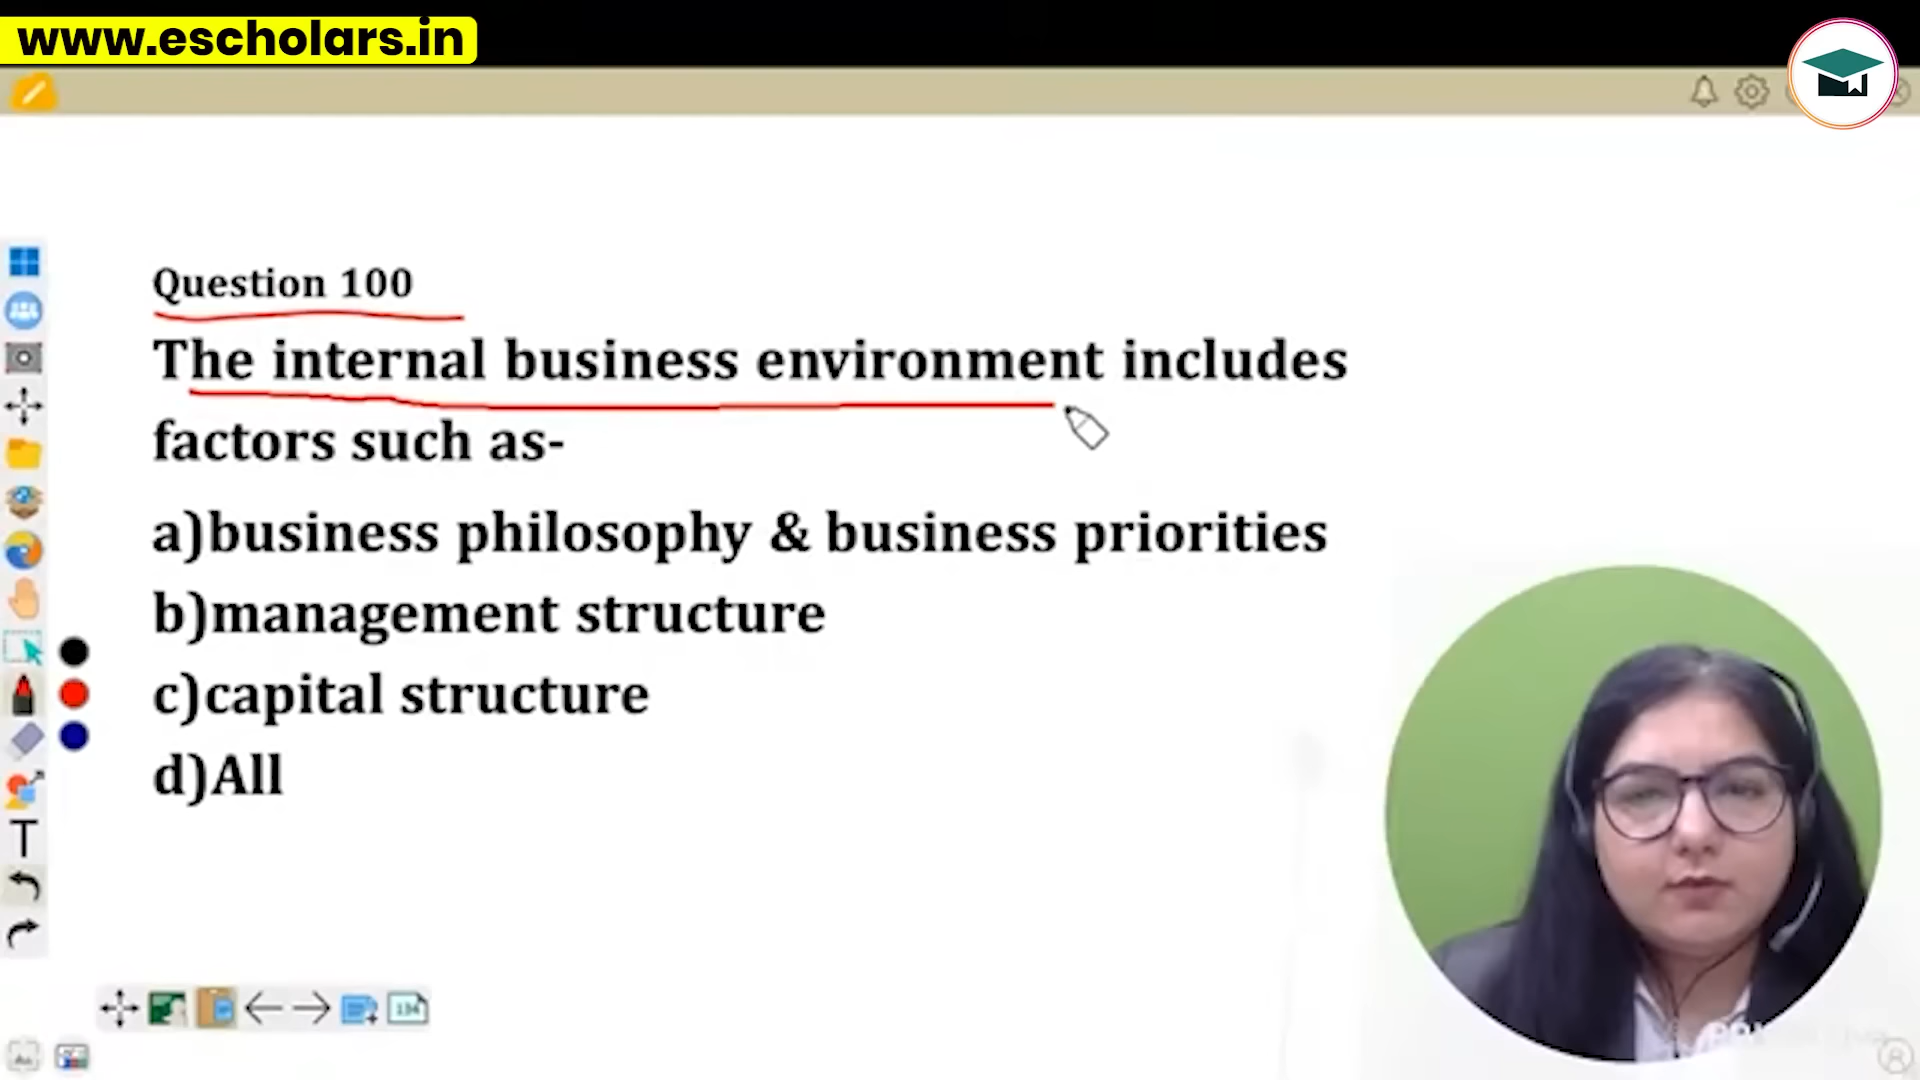 www.escholars.in
Question 100
The internal business environment includes
factors such as-
a)business philosophy & business priorities
b)management structure
c)capital structure
d)All
T
134